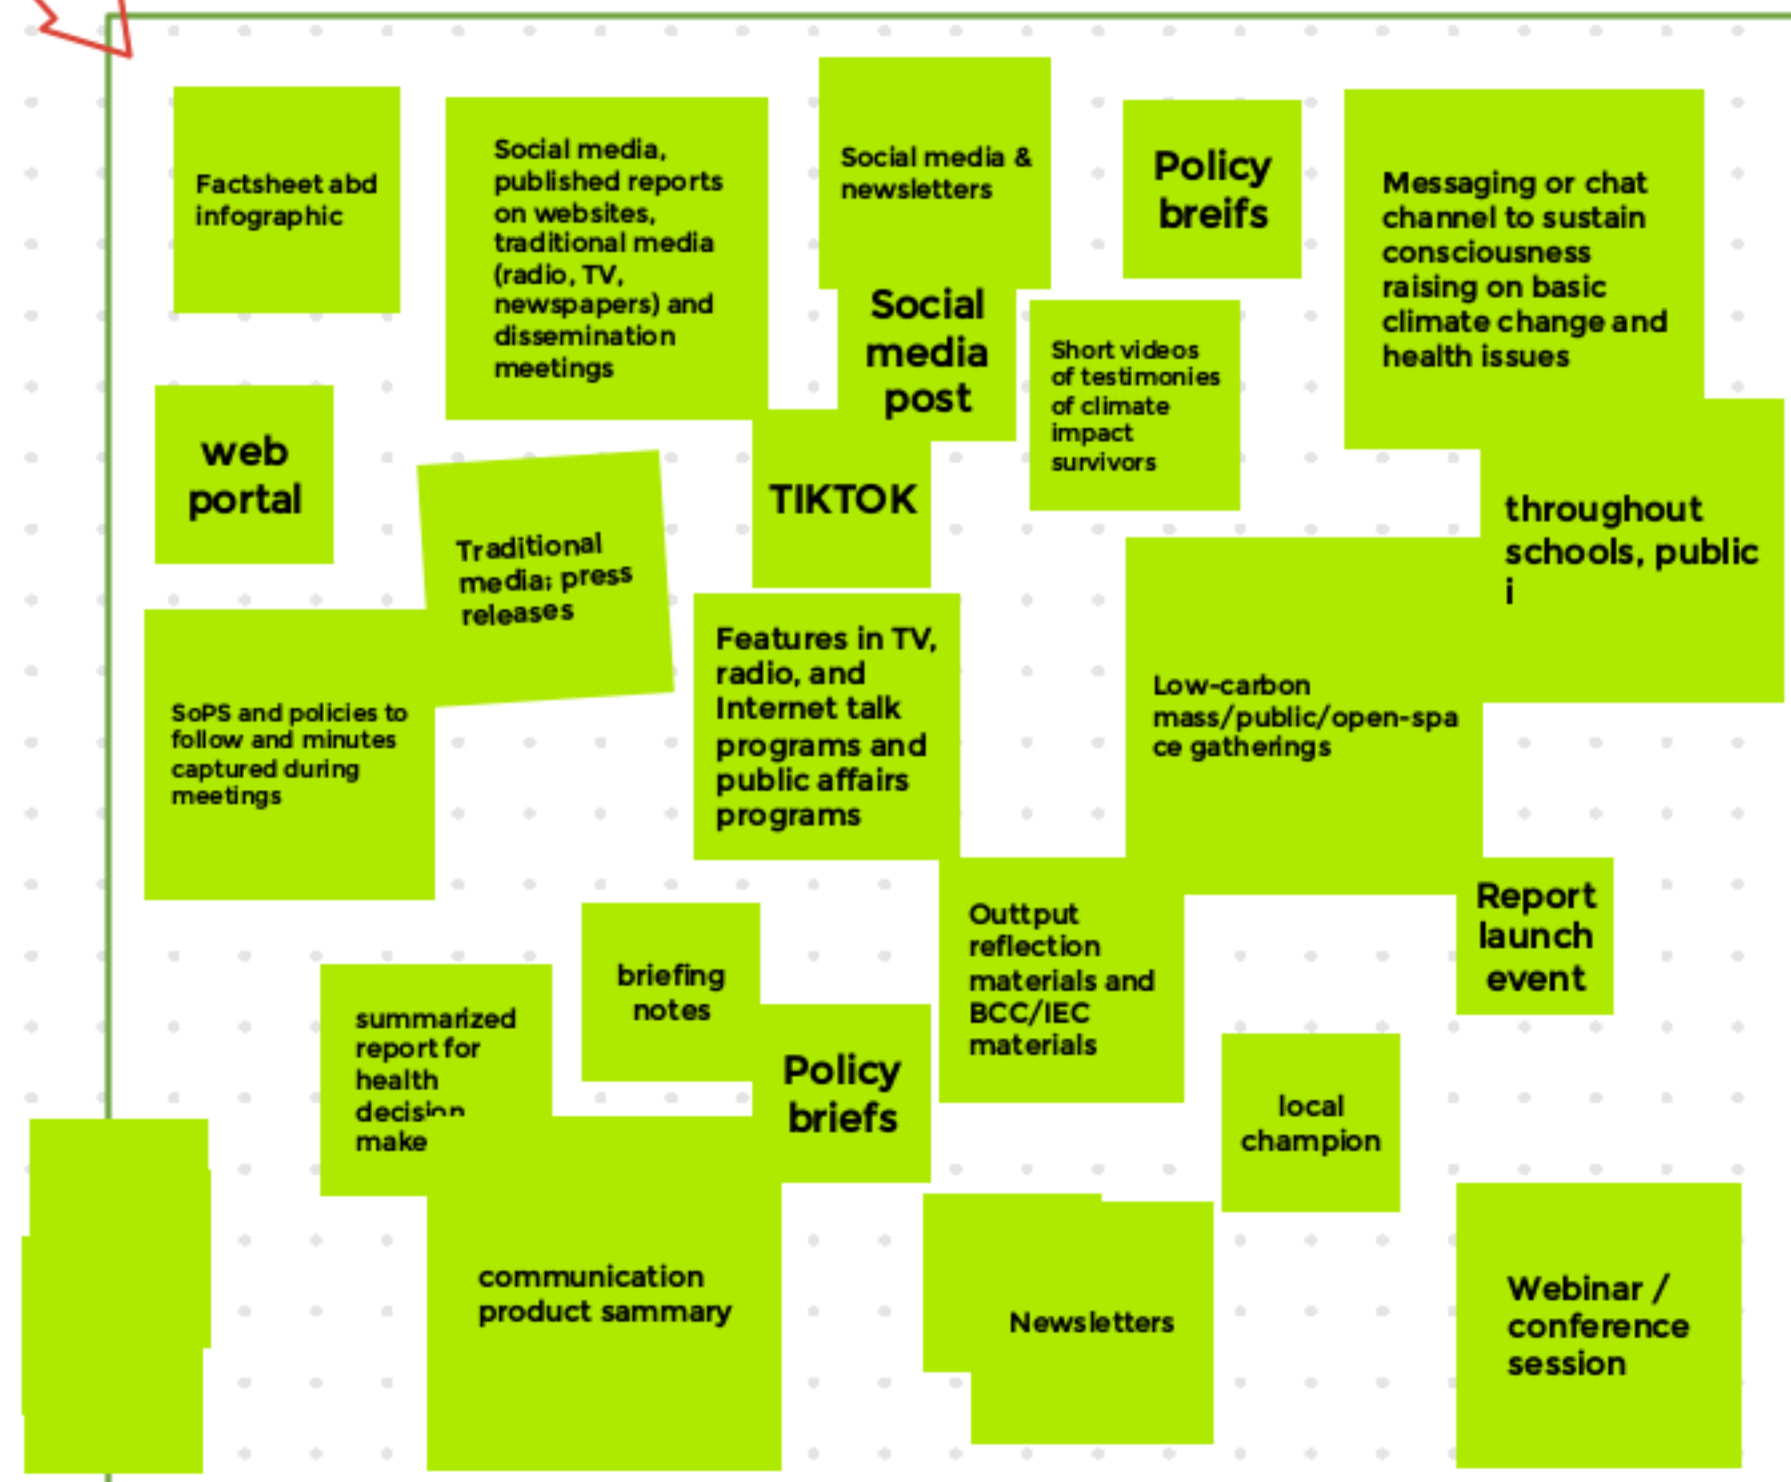 Factsheet abd
infographic
Social media,
published reports
on websites,
traditional media
(radio, TV,
newspapers) and
dissemination
meetings
Social media &
newsletters
Policy
breifs
Messaging or chat
channel to sustain
consciousness
raising on basic
climate change and
health issues
Social
media
post
Short videos
of testimonies
of climate
impact
survivors
web
portal
TIKTOK
Traditional
media; press
releases
throughout
schools, public
i
SoPS and policies to
follow and minutes
captured during
meetings
Features in TV,
radio, and
Internet talk
programs and
public affairs
programs
Low-carbon
mass/public/open-spa
ce gatherings
Outtput
reflection
materials and
BCC/IEC
materials
Report
launch
event
briefing
notes
summarized
report for
health
decision
make
Policy
briefs
local
champion
communication
product sammary
Newsletters
Webinar /
conference
session